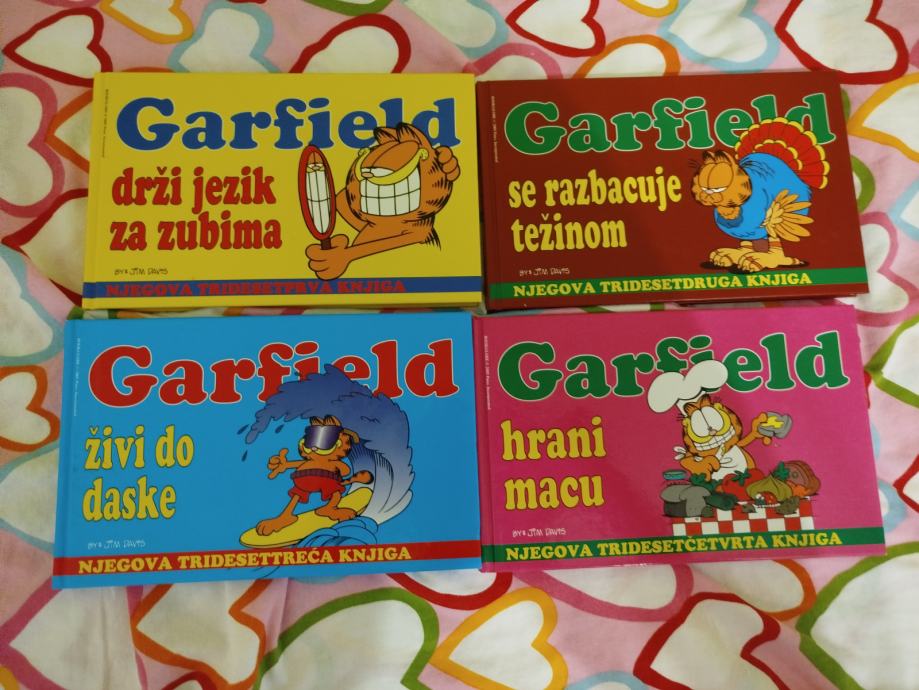 Garfield
drži jezik
za zubima
BY: JIM DAVIS
NJEGOVA TRIDESETPRVA KNJIGA
Garfield
se razbacuje
težinom
BY: JIM DAVIS
NJEGOVA TRIDESETDRUGA KNJIGA
Garfield
živi do
daske
BY: JIM DAVIS
NJEGOVA TRIDESETTREĆA KNJIGA
Garfield
hrani
macu
BY: JIM DAVIS
NJEGOVA TRIDESETČETVRTA KNJIGA